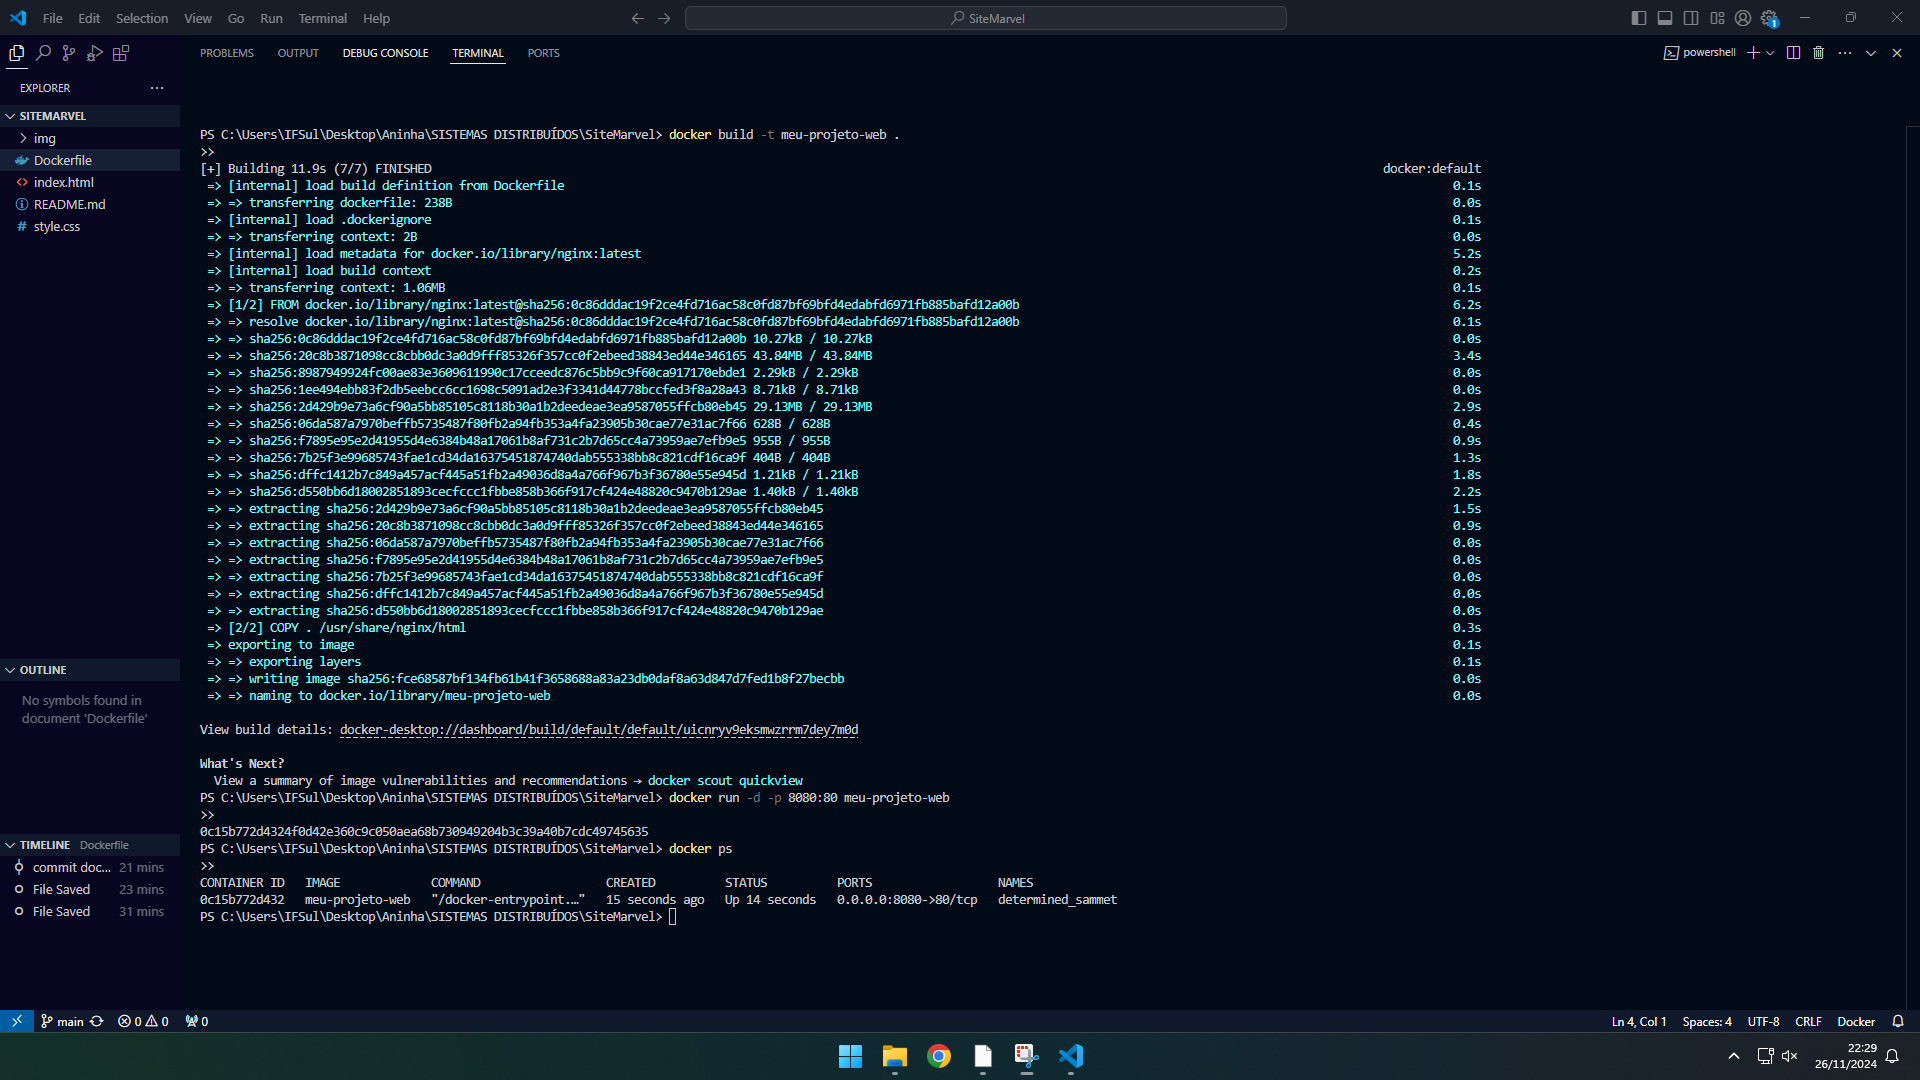 File Edit Selection View Go Run Terminal Help
SiteMarvel
1
PROBLEMS OUTPUT DEBUG CONSOLE TERMINAL PORTS
powershell
EXPLORER
SITEMARVEL
img
Dockerfile
index.html
README.md
style.css
OUTLINE
No symbols found in
document 'Dockerfile'
TIMELINE Dockerfile
commit doc... 21 mins
File Saved 23 mins
File Saved 31 mins
PS C:\Users\IFSul\Desktop\Aninha\SISTEMAS DISTRIBUÍDOS\SiteMarvel> docker build -t meu-projeto-web .
>>
[+] Building 11.9s (7/7) FINISHED docker:default
=> [internal] load build definition from Dockerfile 0.1s
=> => transferring dockerfile: 238B 0.0s
=> [internal] load .dockerignore 0.1s
=> => transferring context: 2B 0.0s
=> [internal] load metadata for docker.io/library/nginx:latest 5.2s
=> [internal] load build context 0.2s
=> => transferring context: 1.06MB 0.1s
=> [1/2] FROM docker.io/library/nginx:latest@sha256:0c86dddac19f2ce4fd716ac58c0fd87bf69bfd4edabfd6971fb885bafd12a00b 6.2s
=> => resolve docker.io/library/nginx:latest@sha256:0c86dddac19f2ce4fd716ac58c0fd87bf69bfd4edabfd6971fb885bafd12a00b 0.1s
=> => sha256:0c86dddac19f2ce4fd716ac58c0fd87bf69bfd4edabfd6971fb885bafd12a00b 10.27kB / 10.27kB 0.0s
=> => sha256:20c8b3871098cc8cbb0dc3a0d9fff85326f357cc0f2ebeed38843ed44e346165 43.84MB / 43.84MB 3.4s
=> => sha256:8987949924fc00ae83e3609611990c17cceedc876c5bb9c9f60ca917170ebde1 2.29kB / 2.29kB 0.0s
=> => sha256:1ee494ebb83f2db5eebcc6cc1698c5091ad2e3f3341d44778bccfed3f8a28a43 8.71kB / 8.71kB 0.0s
=> => sha256:2d429b9e73a6cf90a5bb85105c8118b30a1b2deedeae3ea9587055ffcb80eb45 29.13MB / 29.13MB 2.9s
=> => sha256:06da587a7970beffb5735487f80fb2a94fb353a4fa23905b30cae77e31ac7f66 628B / 628B 0.4s
=> => sha256:f7895e95e2d41955d4e6384b48a17061b8af731c2b7d65cc4a73959ae7efb9e5 955B / 955B 0.9s
=> => sha256:7b25f3e99685743fae1cd34da16375451874740dab555338bb8c821cdf16ca9f 404B / 404B 1.3s
=> => sha256:dffc1412b7c849a457acf445a51fb2a49036d8a4a766f967b3f36780e55e945d 1.21kB / 1.21kB 1.8s
=> => sha256:d550bb6d18002851893cecfccc1fbbe858b366f917cf424e48820c9470b129ae 1.40kB / 1.40kB 2.2s
=> => extracting sha256:2d429b9e73a6cf90a5bb85105c8118b30a1b2deedeae3ea9587055ffcb80eb45 1.5s
=> => extracting sha256:20c8b3871098cc8cbb0dc3a0d9fff85326f357cc0f2ebeed38843ed44e346165 0.9s
=> => extracting sha256:06da587a7970beffb5735487f80fb2a94fb353a4fa23905b30cae77e31ac7f66 0.0s
=> => extracting sha256:f7895e95e2d41955d4e6384b48a17061b8af731c2b7d65cc4a73959ae7efb9e5 0.0s
=> => extracting sha256:7b25f3e99685743fae1cd34da16375451874740dab555338bb8c821cdf16ca9f 0.0s
=> => extracting sha256:dffc1412b7c849a457acf445a51fb2a49036d8a4a766f967b3f36780e55e945d 0.0s
=> => extracting sha256:d550bb6d18002851893cecfccc1fbbe858b366f917cf424e48820c9470b129ae 0.0s
=> [2/2] COPY . /usr/share/nginx/html 0.3s
=> exporting to image 0.1s
=> => exporting layers 0.1s
=> => writing image sha256:fce68587bf134fb61b41f3658688a83a23db0daf8a63d847d7fed1b8f27becbb 0.0s
=> => naming to docker.io/library/meu-projeto-web 0.0s
View build details: docker-desktop://dashboard/build/default/default/uicnryv9eksmwzrrm7dey7m0d
What's Next?
View a summary of image vulnerabilities and recommendations → docker scout quickview
PS C:\Users\IFSul\Desktop\Aninha\SISTEMAS DISTRIBUÍDOS\SiteMarvel> docker run -d -p 8080:80 meu-projeto-web
>>
0c15b772d4324f0d42e360c9c050aea68b730949204b3c39a40b7cdc49745635
PS C:\Users\IFSul\Desktop\Aninha\SISTEMAS DISTRIBUÍDOS\SiteMarvel> docker ps
>>
CONTAINER ID IMAGE COMMAND CREATED STATUS PORTS NAMES
0c15b772d432 meu-projeto-web "/docker-entrypoint.…" 15 seconds ago Up 14 seconds 0.0.0.0:8080->80/tcp determined_sammet
PS C:\Users\IFSul\Desktop\Aninha\SISTEMAS DISTRIBUÍDOS\SiteMarvel>
main 0 0 0
Ln 4, Col 1 Spaces: 4 UTF-8 CRLF Docker
22:29
26/11/2024